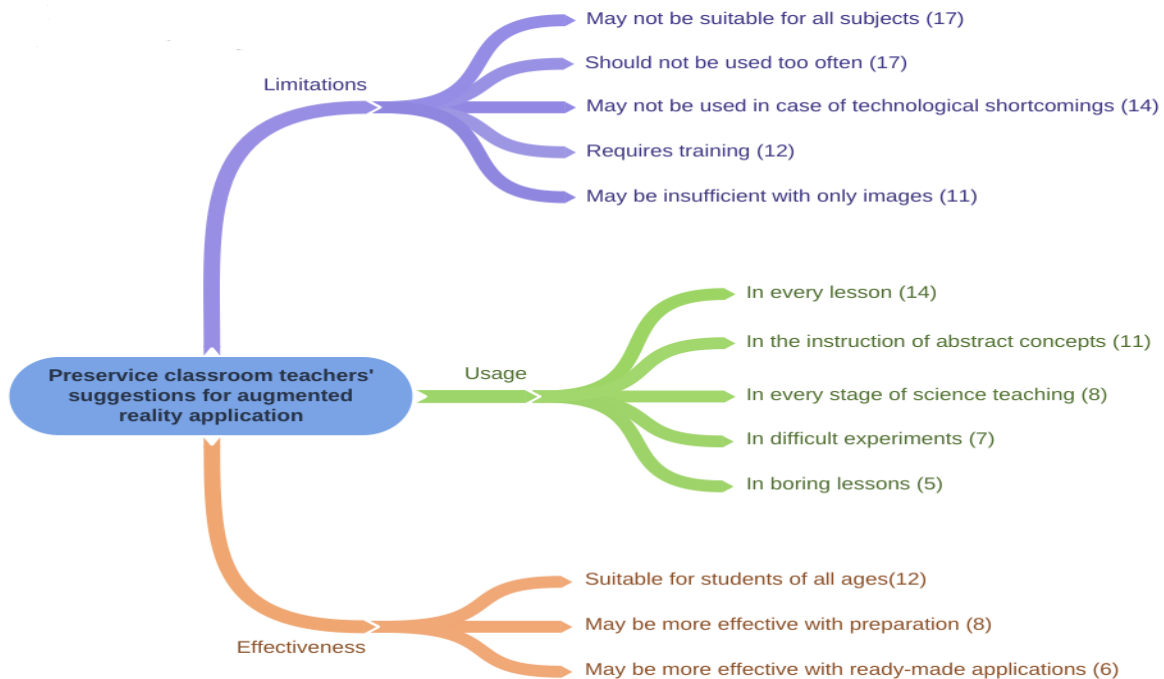 Limitations
May not be suitable for all subjects (17)
Should not be used too often (17)
May not be used in case of technological shortcomings (14)
Requires training (12)
May be insufficient with only images (11)
Preservice classroom teachers'
suggestions for augmented
reality application
Usage
In every lesson (14)
In the instruction of abstract concepts (11)
In every stage of science teaching (8)
In difficult experiments (7)
In boring lessons (5)
Effectiveness
Suitable for students of all ages(12)
May be more effective with preparation (8)
May be more effective with ready-made applications (6)